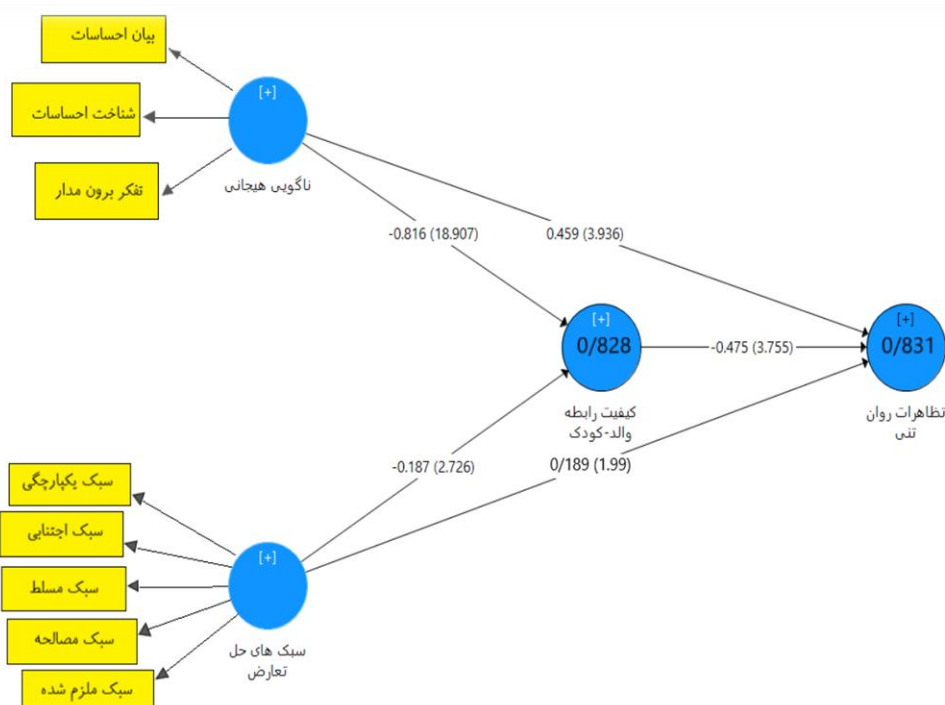 بیان احساسات
شناخت احساسات
تفکر برون مدار
[+]
ناگویی هیجانی
-0.816 (18.907)
0.459 (3.936)
[+]
0/828
کیفیت رابطه
والد-کودک
-0.475 (3.755)
[+]
0/831
تظاهرات روان
تنی
-0.187 (2.726)
0/189 (1.99)
سبک یکپارچگی
سبک اجتنابی
سبک مسلط
سبک مصالحه
سبک ملزم شده
[+]
سبک های حل
تعارض